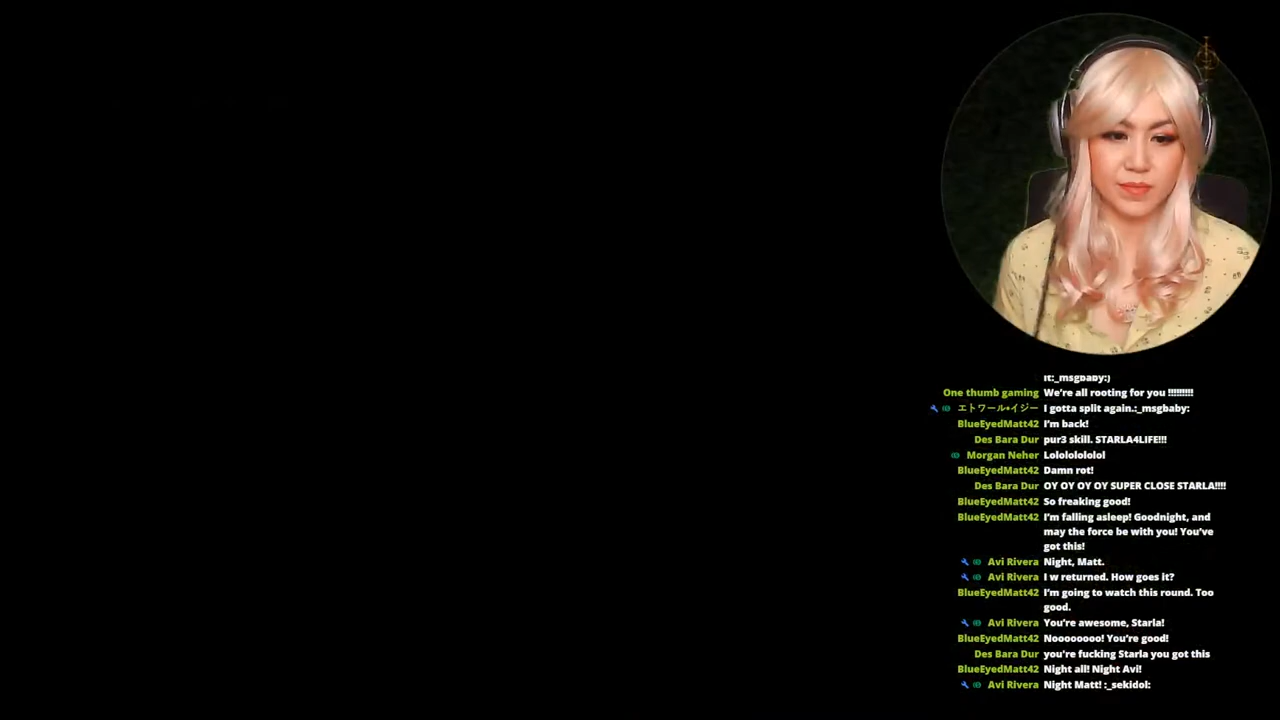 it:_msgbaby:)
One thumb gaming We're all rooting for you !!!!!!!!!
エトワール•イジー I gotta split again.:_msgbaby:
BlueEyedMatt42 I'm back!
Des Bara Dur pur3 skill. STARLA4LIFE!!!
Morgan Neher Lolololololol
BlueEyedMatt42 Damn rot!
Des Bara Dur OY OY OY OY SUPER CLOSE STARLA!!!!
BlueEyedMatt42 So freaking good!
BlueEyedMatt42 I'm falling asleep! Goodnight, and
may the force be with you! You've
got this!
Avi Rivera Night, Matt.
Avi Rivera I w returned. How goes it?
BlueEyedMatt42 I'm going to watch this round. Too
good.
Avi Rivera You're awesome, Starla!
BlueEyedMatt42 Noooooooo! You're good!
Des Bara Dur you're fucking Starla you got this
BlueEyedMatt42 Night all! Night Avi!
Avi Rivera Night Matt! :_sekidol: